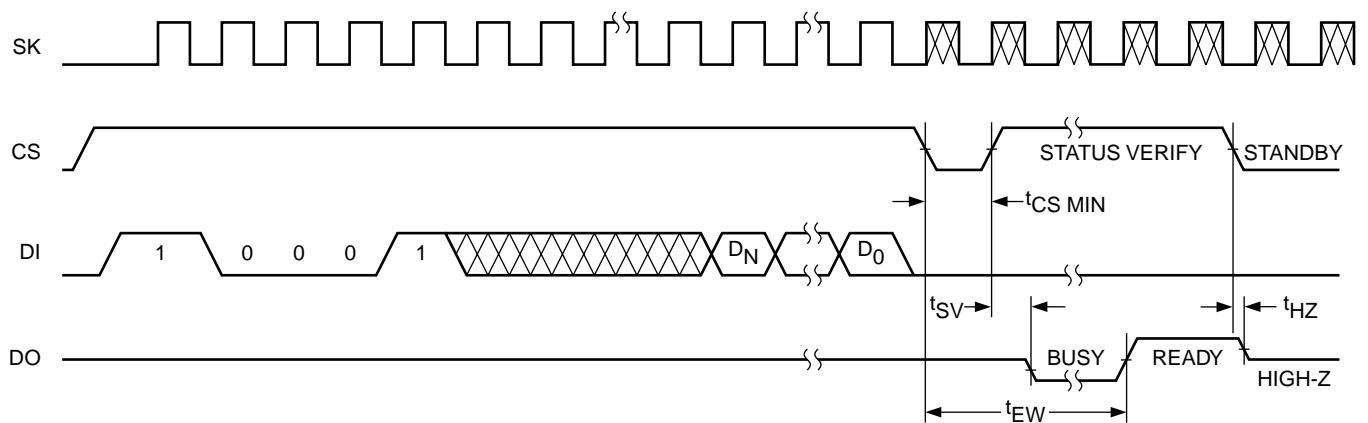 SK
CS
STATUS VERIFY
STANDBY
tCS MIN
DI
1
0
0
0
1
DN
D0
tSV
tHZ
DO
BUSY
READY
HIGH-Z
tEW